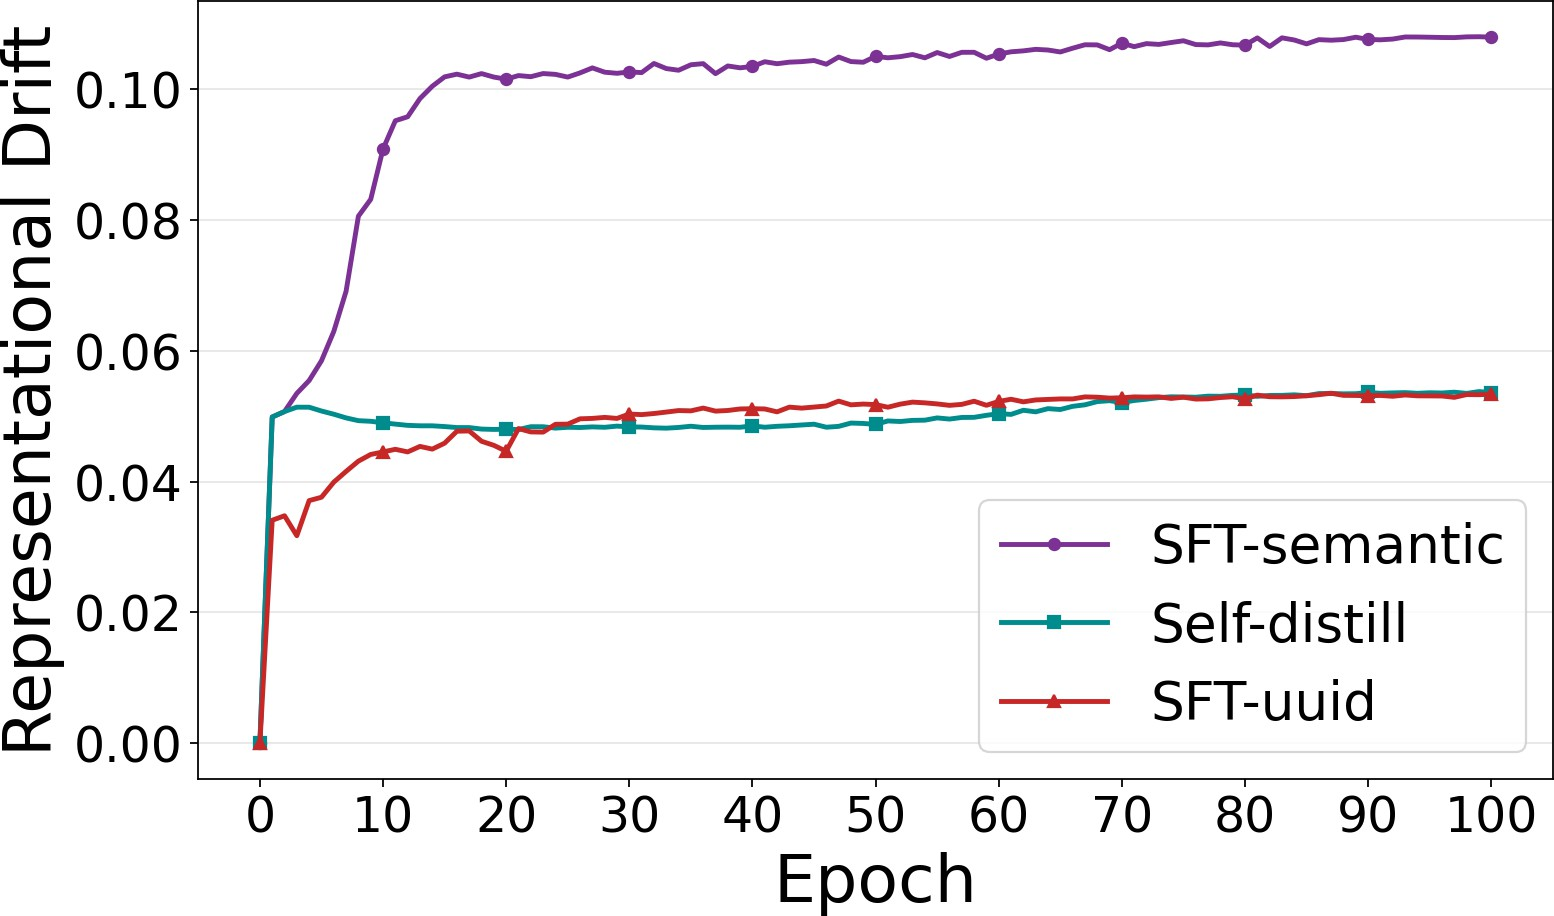 Representational Drift
0.10
0.08
0.06
0.04
0.02
0.00
SFT-semantic
Self-distill
SFT-uuid
0 10 20 30 40 50 60 70 80 90 100
Epoch